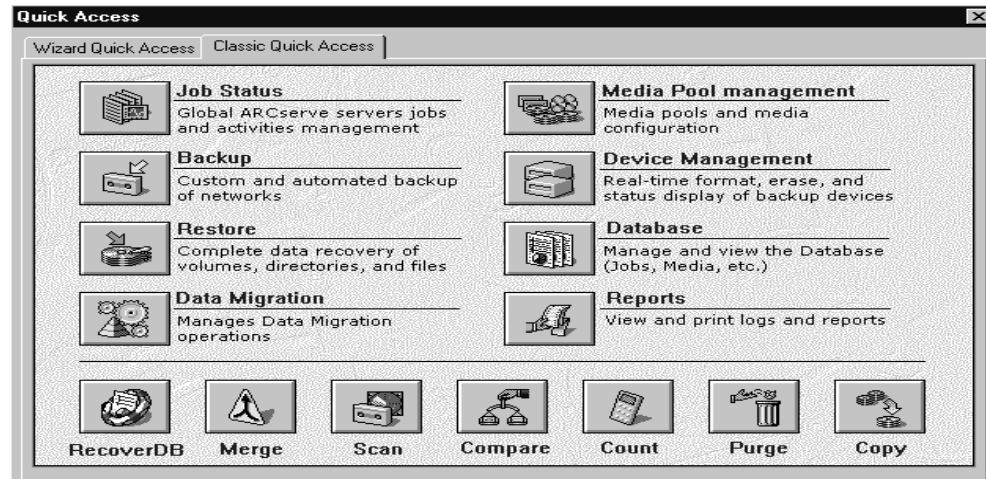 Quick Access
Wizard Quick Access
Classic Quick Access
Job Status
Global ARCserve servers jobs
and activities management
Backup
Custom and automated backup
of networks
Restore
Complete data recovery of
volumes, directories, and files
Data Migration
Manages Data Migration
operations
Media Pool management
Media pools and media
configuration
Device Management
Real-time format, erase, and
status display of backup devices
Database
Manage and view the Database
(Jobs, Media, etc.)
Reports
View and print logs and reports
RecoverDB
Merge
Scan
Compare
Count
Purge
Copy